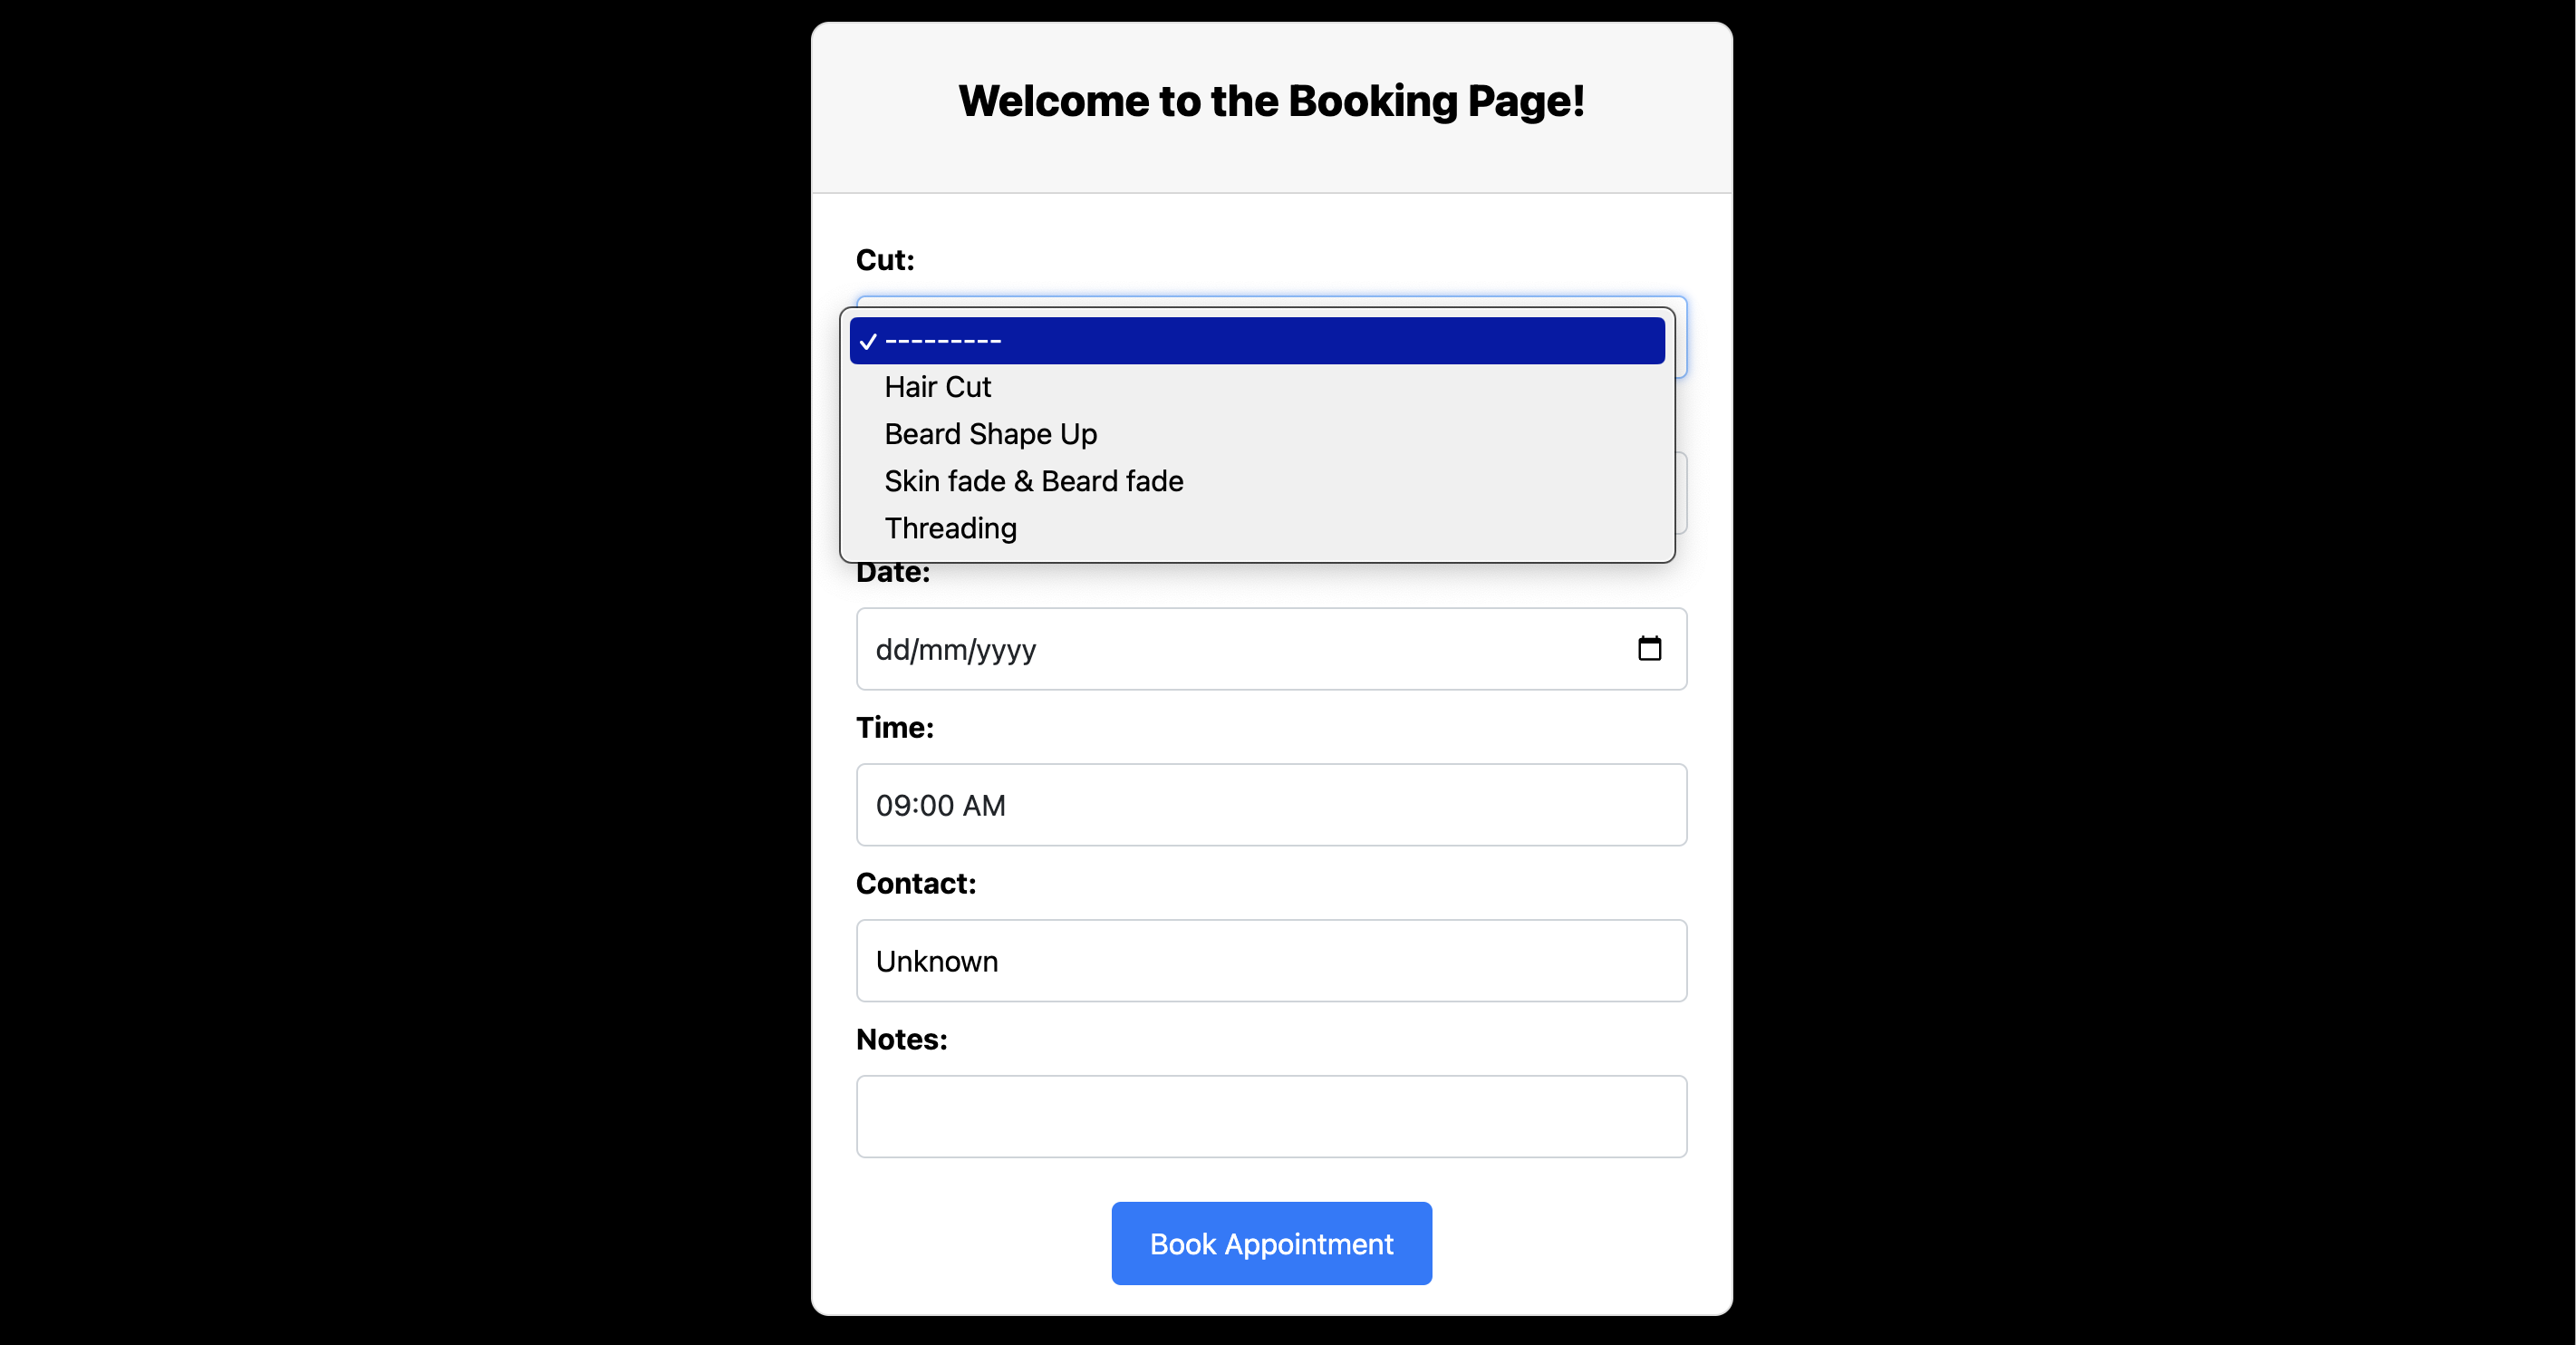 Welcome to the Booking Page!
Cut:
---------
Hair Cut
Beard Shape Up
Skin fade & Beard fade
Threading
Date:
dd/mm/yyyy
Time:
09:00 AM
Contact:
Unknown
Notes:
Book Appointment